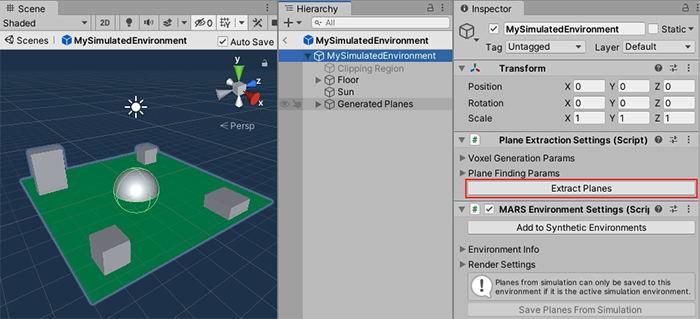 Scene
Shaded
2D
0
Scenes
MySimulatedEnvironment
Auto Save
y
z
x
Persp
Hierarchy
All
MySimulatedEnvironment
MySimulatedEnvironment
Clipping Region
Floor
Sun
Generated Planes
Inspector
MySimulatedEnvironment
Static
Tag Untagged Layer Default
Transform
Position X 0 Y 0 Z 0
Rotation X 0 Y 0 Z 0
Scale X 1 Y 1 Z 1
# Plane Extraction Settings (Script)
Voxel Generation Params
Plane Finding Params
Extract Planes
# MARS Environment Settings (Scrip
Add to Synthetic Environments
Environment Info
Render Settings
Planes from simulation can only be saved to this
environment if it is the active simulation environment.
Save Planes From Simulation